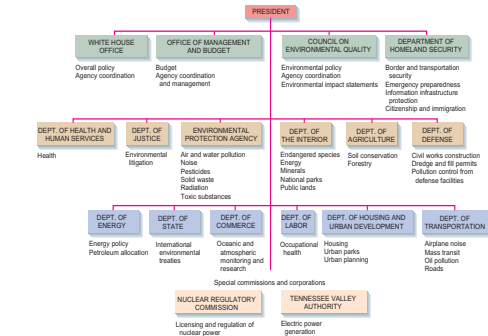 PRESIDENT
WHITE HOUSE
OFFICE
OFFICE OF MANAGEMENT
AND BUDGET
COUNCIL ON
ENVIRONMENTAL QUALITY
DEPARTMENT OF
HOMELAND SECURITY
Overall policy
Agency coordination
Budget
Agency coordination
and management
Environmental policy
Agency coordination
Environmental impact statements
Border and transportation
security
Emergency preparedness
Information infrastructure
protection
Citizenship and immigration
DEPT. OF HEALTH AND
HUMAN SERVICES
DEPT. OF
JUSTICE
ENVIRONMENTAL
PROTECTION AGENCY
DEPT. OF
THE INTERIOR
DEPT. OF
AGRICULTURE
DEPT. OF
DEFENSE
Health
Environmental
litigation
Air and water pollution
Noise
Pesticides
Solid waste
Radiation
Toxic substances
Endangered species
Energy
Minerals
National parks
Public lands
Soil conservation
Forestry
Civil works construction
Dredge and fill permits
Pollution control from
defense facilities
DEPT. OF
ENERGY
DEPT. OF
STATE
DEPT. OF
COMMERCE
DEPT. OF
LABOR
DEPT. OF HOUSING AND
URBAN DEVELOPMENT
DEPT. OF
TRANSPORTATION
Energy policy
Petroleum allocation
International
environmental
treaties
Oceanic and
atmospheric
monitoring and
research
Occupational
health
Housing
Urban parks
Urban planning
Airplane noise
Mass transit
Oil pollution
Roads
Special commissions and corporations
NUCLEAR REGULATORY
COMMISSION
TENNESSEE VALLEY
AUTHORITY
Licensing and regulation of
nuclear power
Electric power
generation